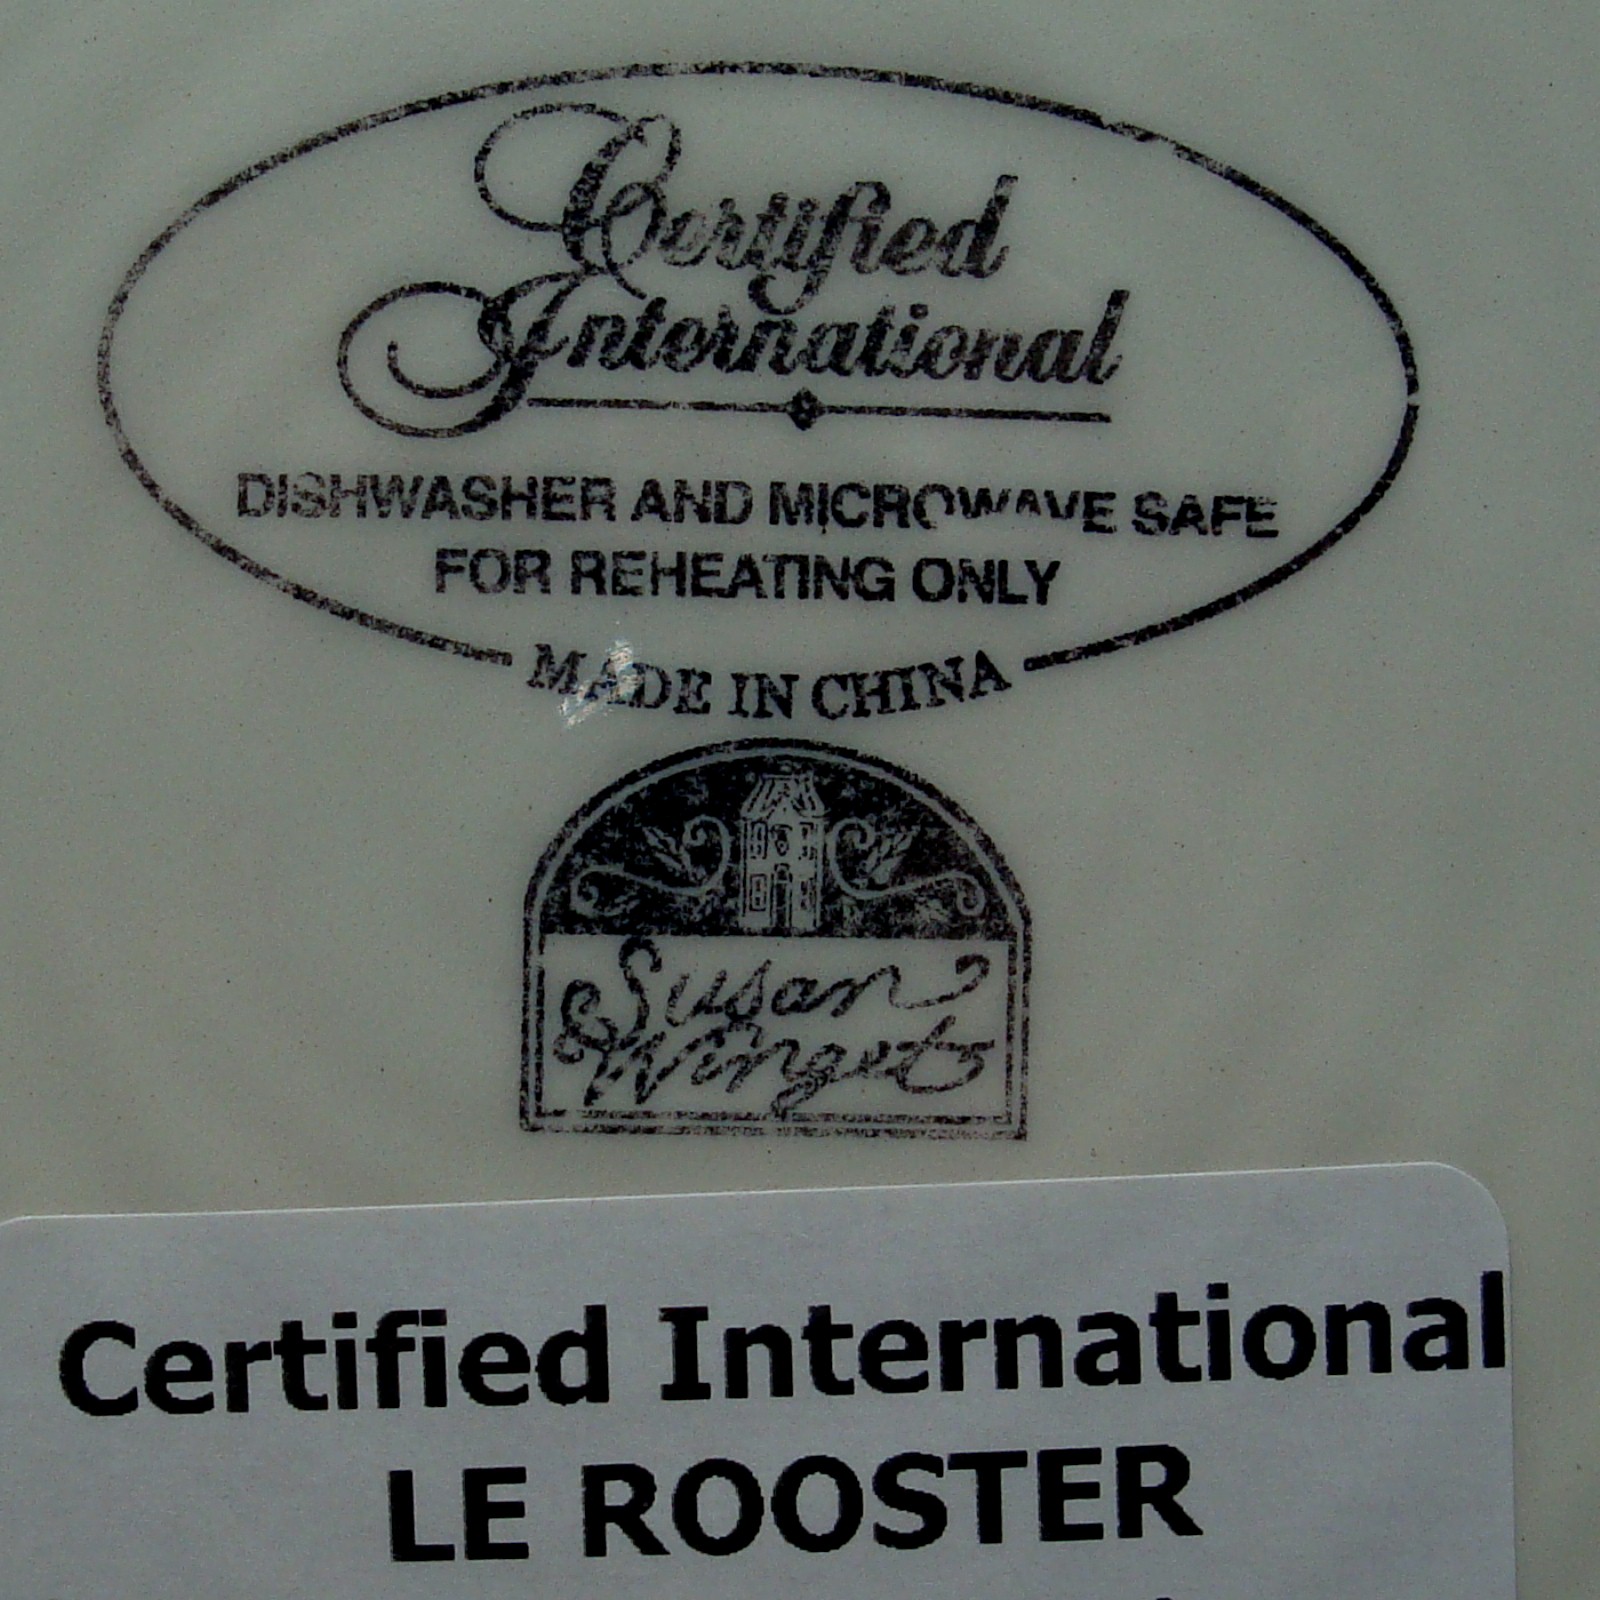 Certified
International
DISHWASHER AND MICROWAVE SAFE
FOR REHEATING ONLY
MADE IN CHINA
Susan
Winget
Certified International
LE ROOSTER